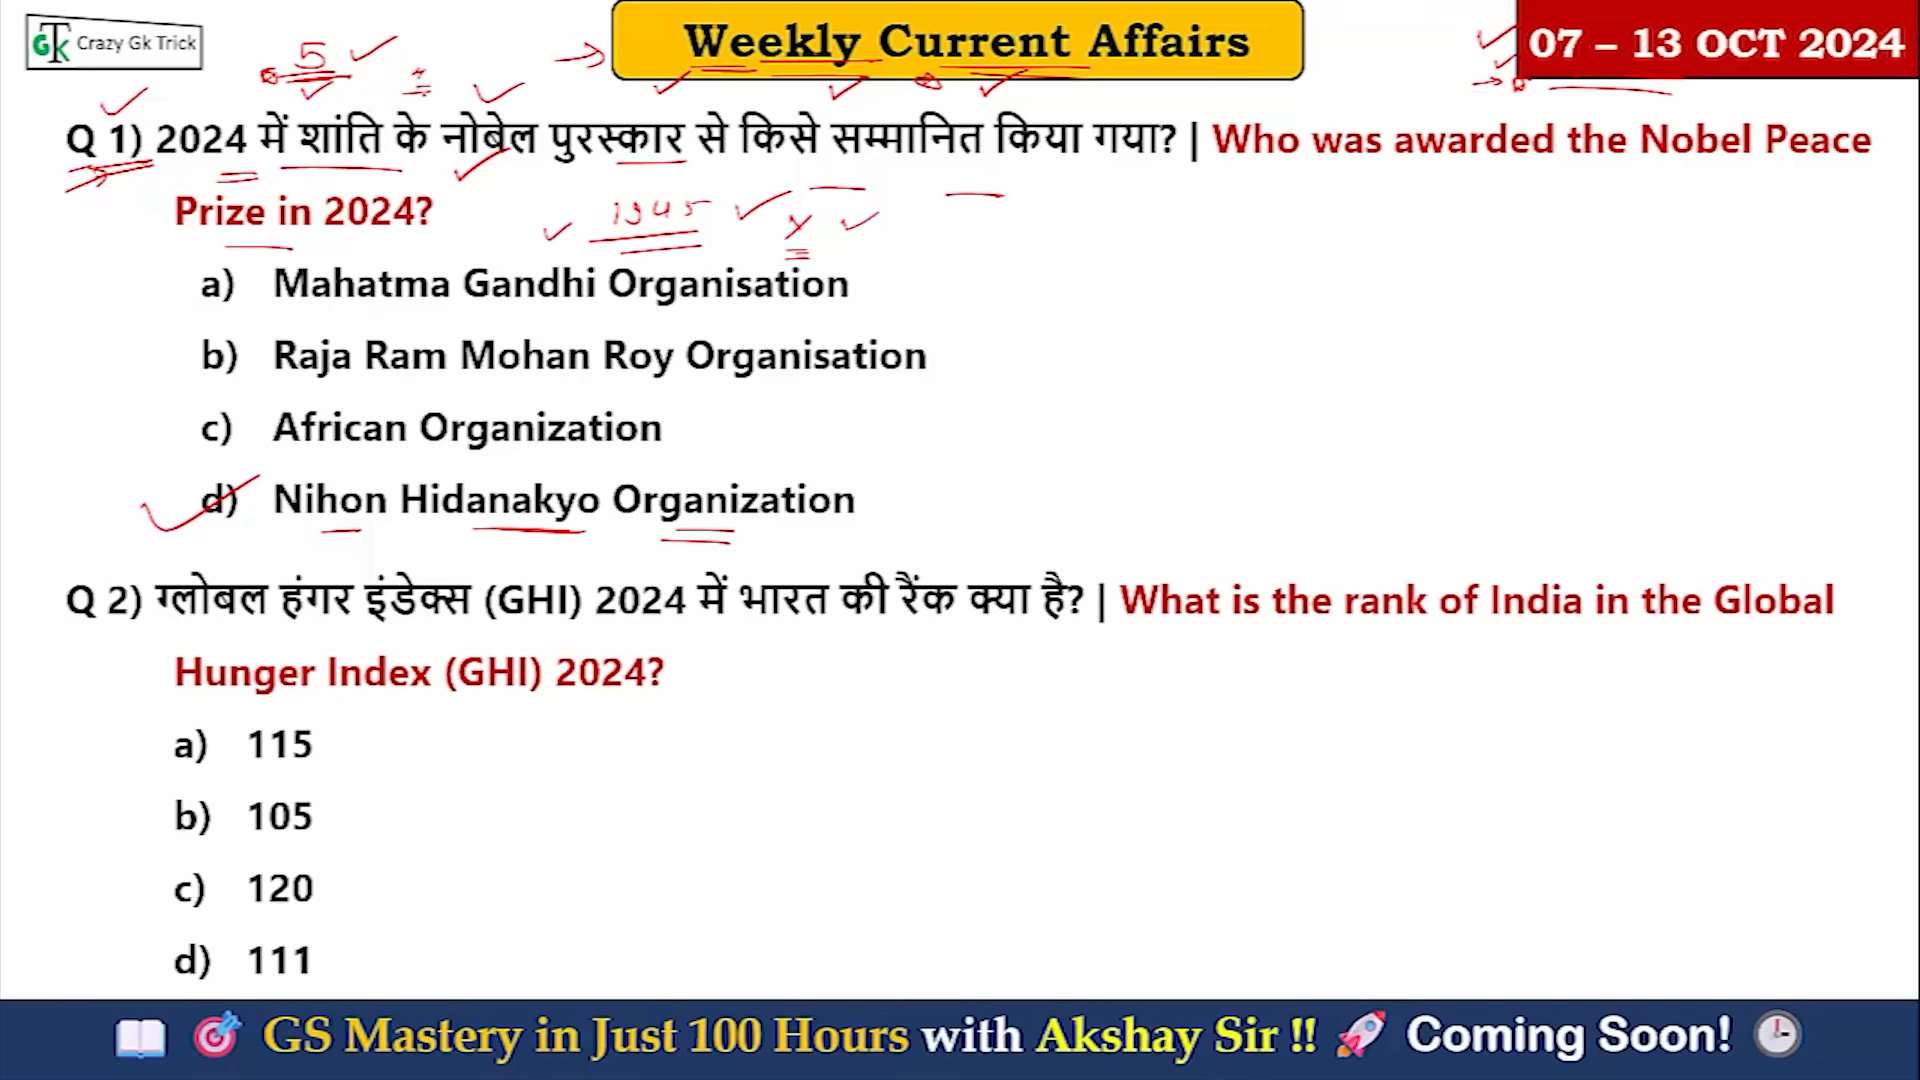 GTK Crazy Gk Trick
Weekly Current Affairs
07 – 13 OCT 2024
5
Q 1) 2024 में शांति के नोबेल पुरस्कार से किसे सम्मानित किया गया? | Who was awarded the Nobel Peace
Prize in 2024?
1945
a) Mahatma Gandhi Organisation
b) Raja Ram Mohan Roy Organisation
c) African Organization
d) Nihon Hidanakyo Organization
Q 2) ग्लोबल हंगर इंडेक्स (GHI) 2024 में भारत की रैंक क्या है? | What is the rank of India in the Global
Hunger Index (GHI) 2024?
a) 115
b) 105
c) 120
d) 111
GS Mastery in Just 100 Hours with Akshay Sir !! Coming Soon!